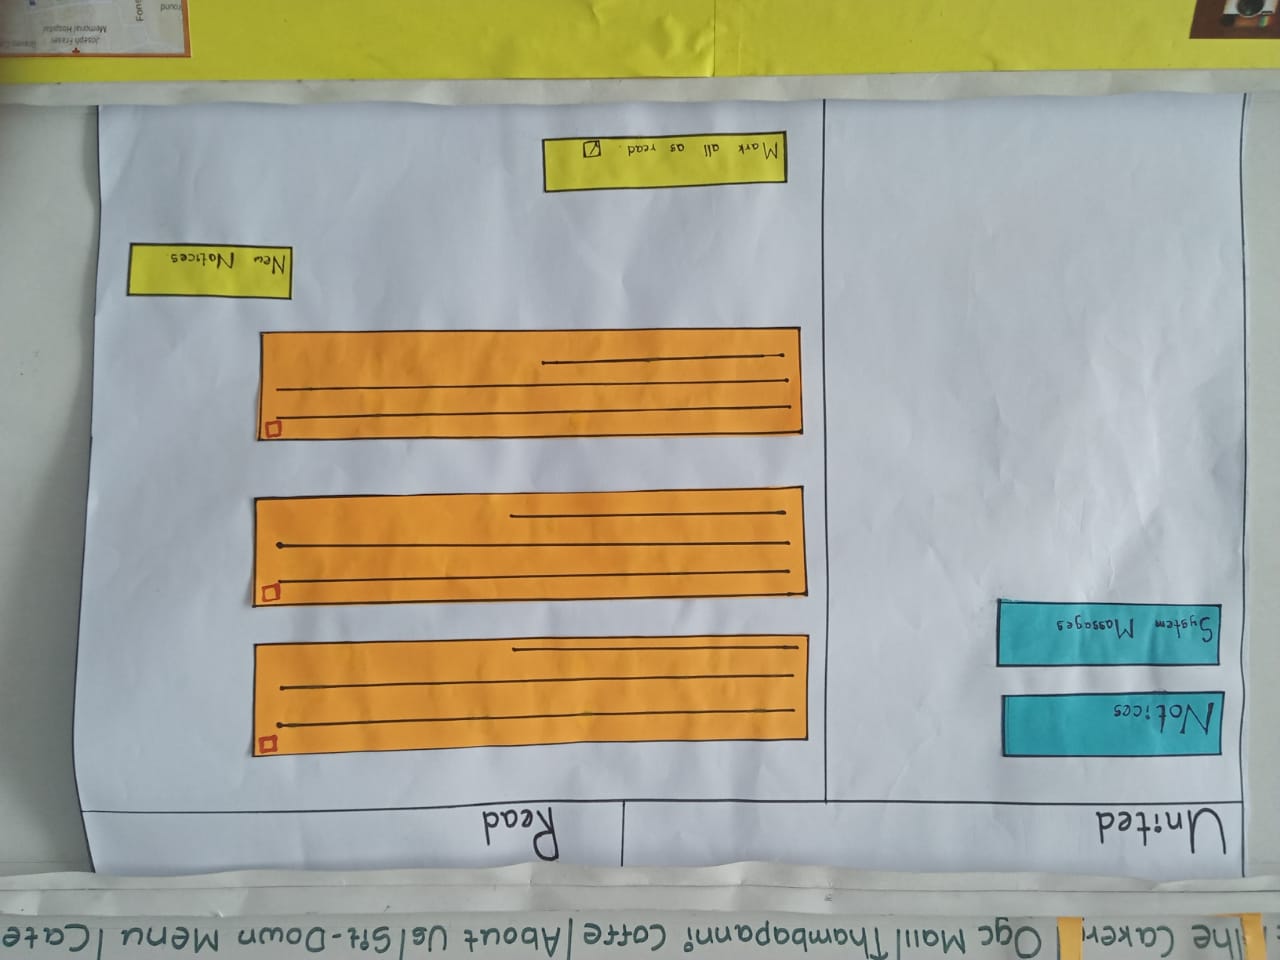 The Caker Ogc Mall|Thambapanni Coffe|About Us|Sit-Down Menu|Cate
United
Read
Notices
System Massages
New Notices.
Mark all as read.
Joseph Fraser
Memorial Hospital
round